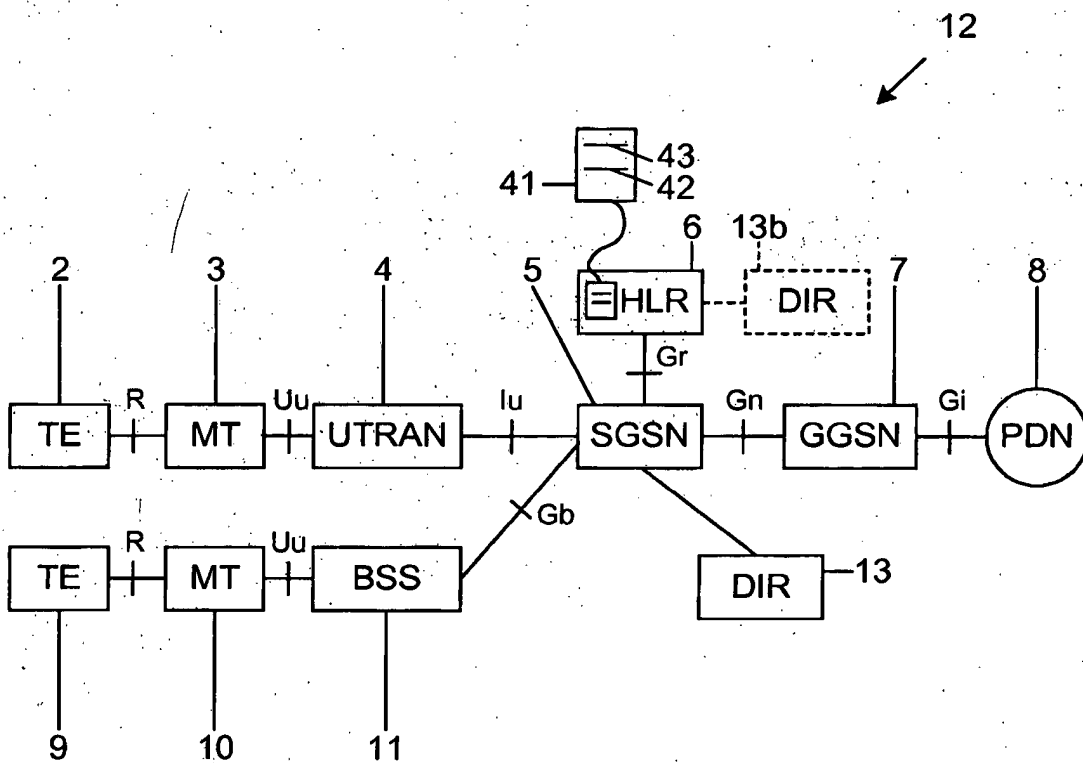 12
43
42
41
6
13b
2
3
4
5
7
8
HLR
DIR
Gr
R
Uu
Iu
Gn
Gi
TE
MT
UTRAN
SGSN
GGSN
PDN
Gb
R
Uu
TE
MT
BSS
DIR
13
9
10
11